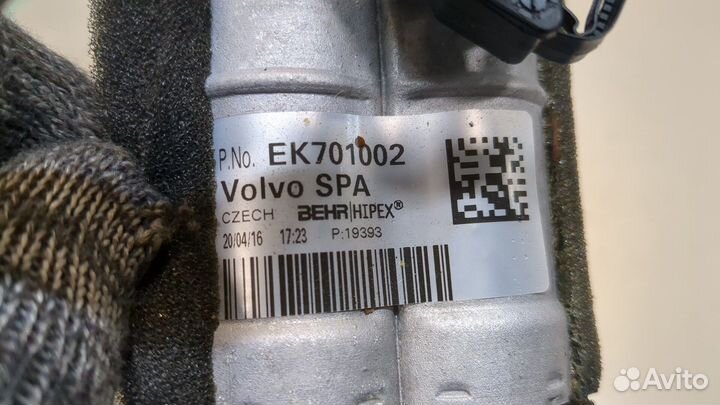 P.No. EK701002
Volvo SPA
CZECH BEHR|HIPEX®
20/04/16 17:23 P:19393
Avito